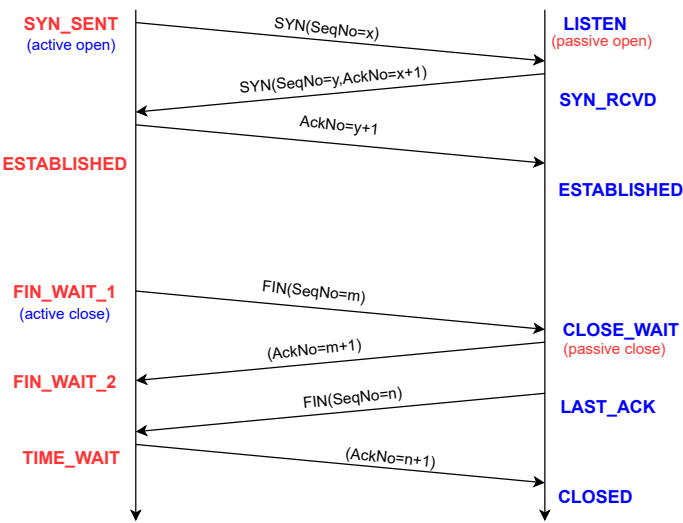 SYN_SENT
(active open)
SYN(SeqNo=x)
LISTEN
(passive open)
SYN(SeqNo=y,AckNo=x+1)
SYN_RCVD
AckNo=y+1
ESTABLISHED
ESTABLISHED
FIN_WAIT_1
(active close)
FIN(SeqNo=m)
CLOSE_WAIT
(passive close)
(AckNo=m+1)
FIN_WAIT_2
FIN(SeqNo=n)
LAST_ACK
TIME_WAIT
(AckNo=n+1)
CLOSED